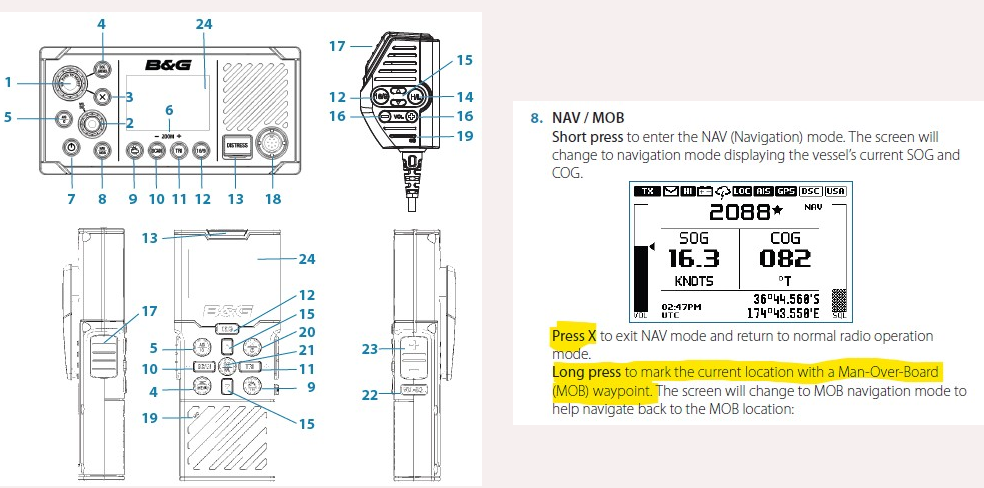 4
24
1
3
5
2
6
B&G
- ZOOM +
SCAN
TRI
16/9
DISTRESS
7
8
9
10
11
12
13
18
17
15
12
14
16
VOL
16
19
H/L
13
24
17
B&G
12
15
5
20
21
10
11
4
9
19
15
23
22
8. NAV / MOB
Short press to enter the NAV (Navigation) mode. The screen will
change to navigation mode displaying the vessel's current SOG and
COG.
TX HI LOC AIS GPS DSC USA
2088★ NAV
SOG COG
16.3 082
KNOTS °T
02:47PM 36°44.560'S
VOL UTC 174°43.550'E SQL
Press X to exit NAV mode and return to normal radio operation
mode.
Long press to mark the current location with a Man-Over-Board
(MOB) waypoint. The screen will change to MOB navigation mode to
help navigate back to the MOB location: